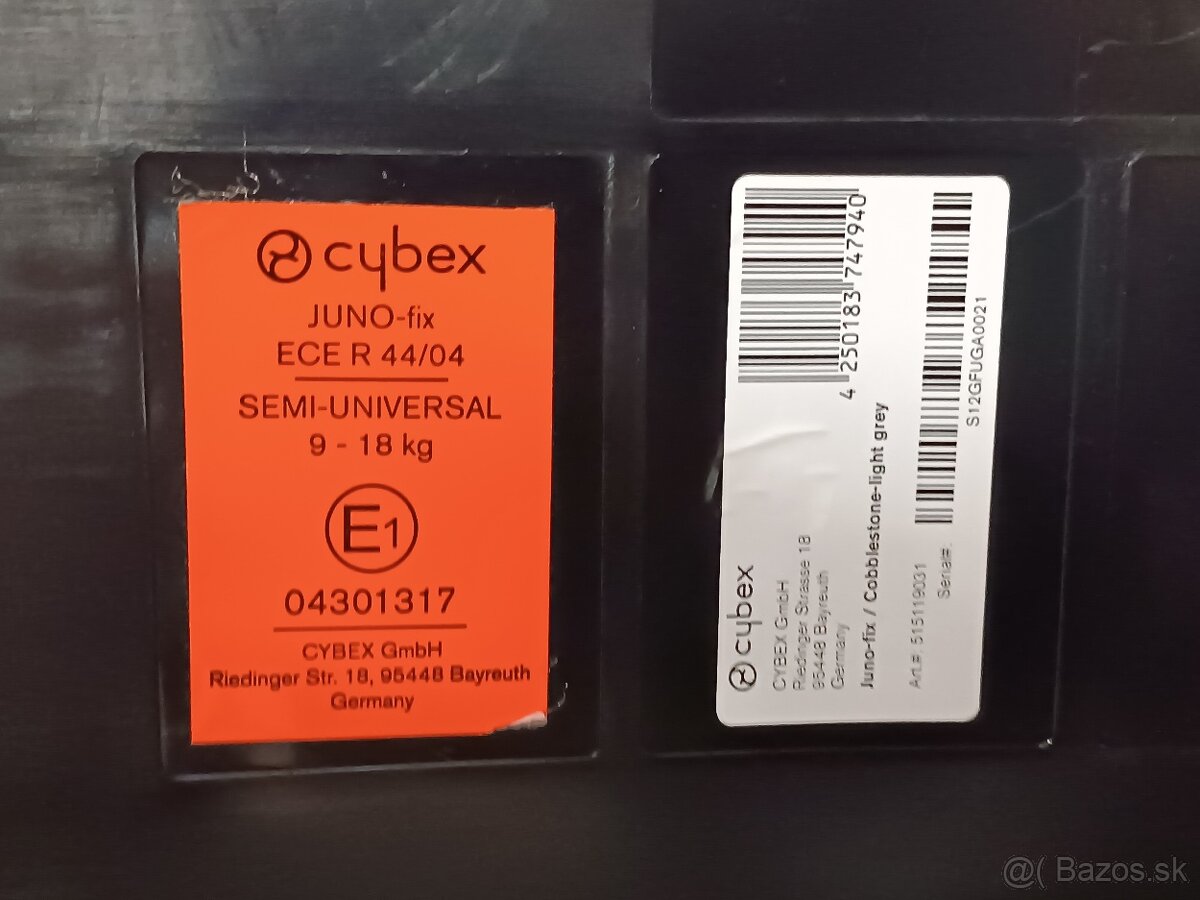 cybex
JUNO-fix
ECE R 44/04
SEMI-UNIVERSAL
9 - 18 kg
E1
04301317
CYBEX GmbH
Riedinger Str. 18, 95448 Bayreuth
Germany
4 250183 747940
cybex
CYBEX GmbH
Riedinger Strasse 18
95448 Bayreuth
Germany
Juno-fix / Cobblestone-light grey
Art.#: 515119031
Serial#:
S12GFUGA0021
@( Bazos.sk